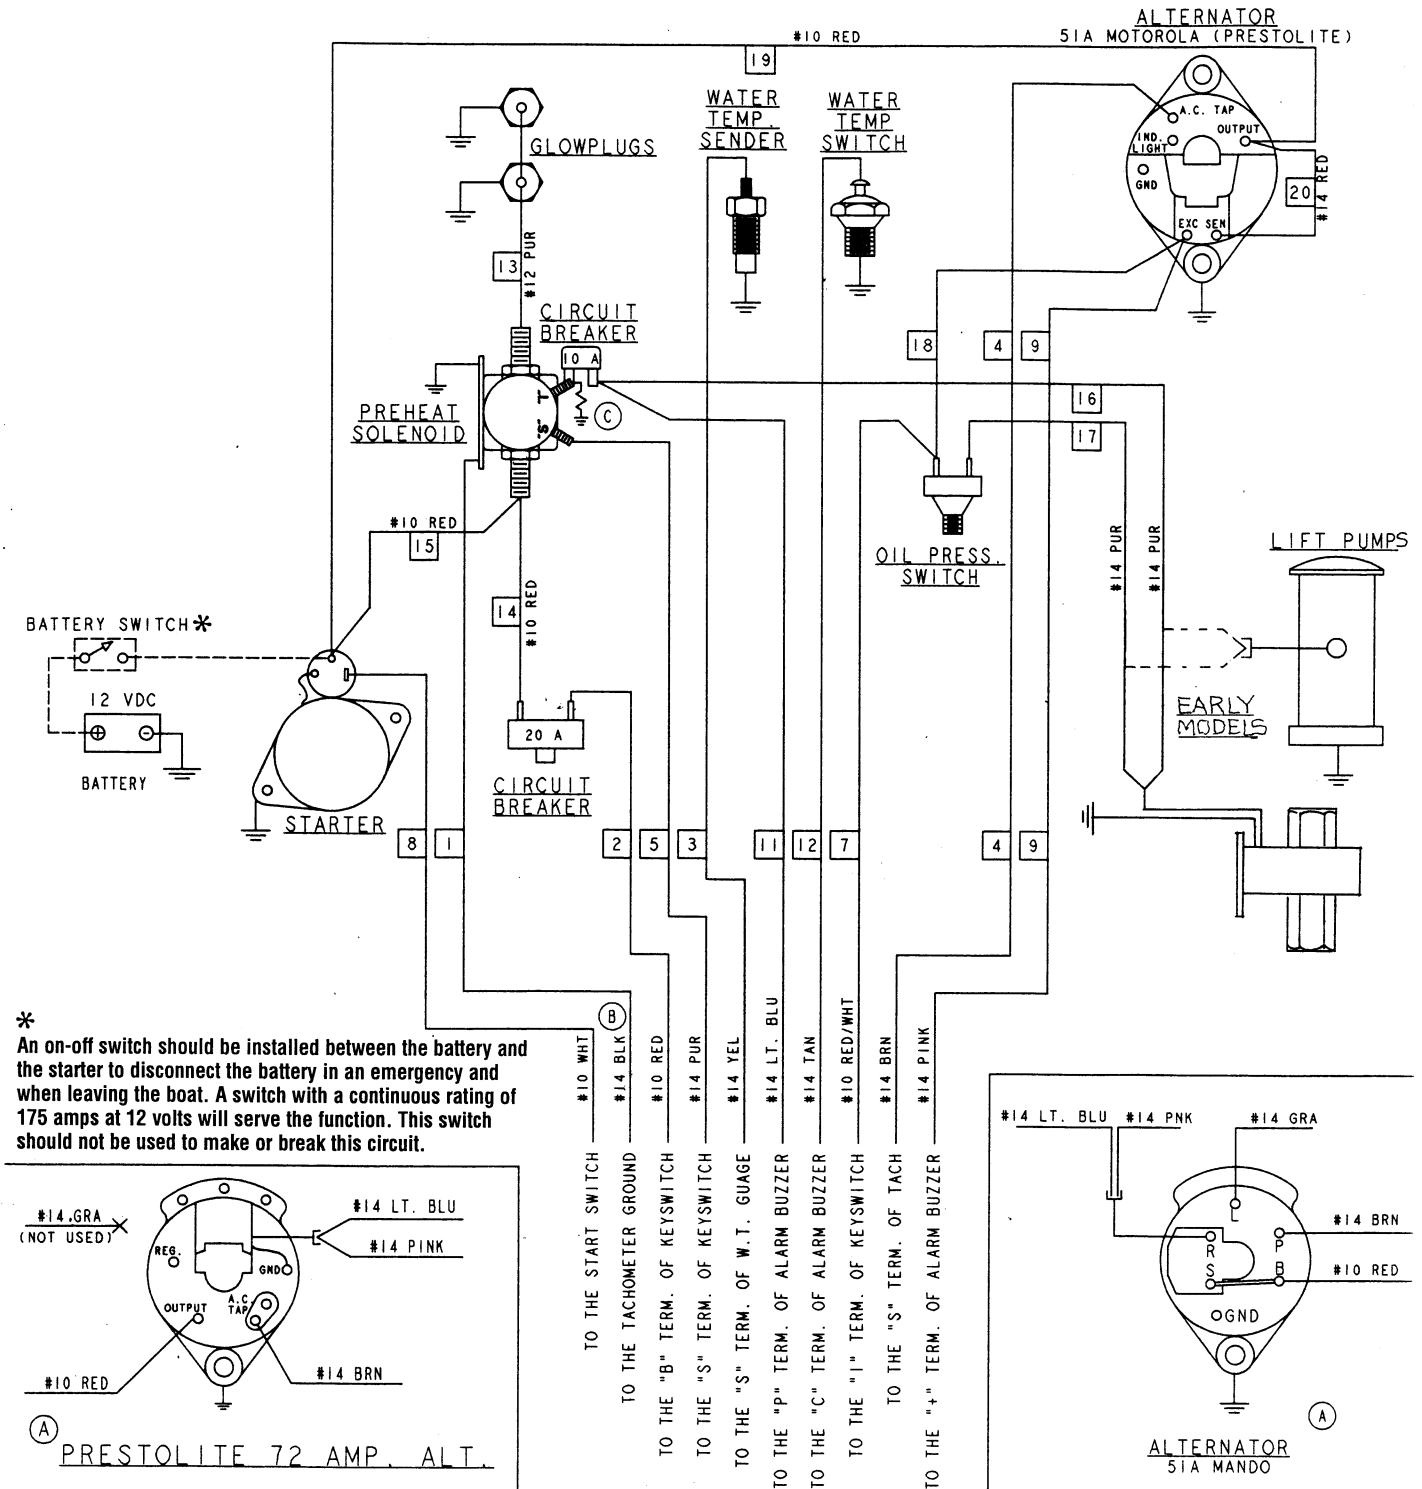 ALTERNATOR
51A MOTOROLA (PRESTOLITE)
#10 RED
19
WATER
TEMP.
SENDER
WATER
TEMP
SWITCH
A.C. TAP
OUTPUT
IND.
LIGHT
GND
EXC SEN
20
#14 RED
GLOWPLUGS
13
#12 PUR
CIRCUIT
BREAKER
10 A
18
4
9
PREHEAT
SOLENOID
"S"
C
16
17
#10 RED
15
14
#10 RED
OIL PRESS.
SWITCH
#14 PUR
#14 PUR
LIFT PUMPS
BATTERY SWITCH*
12 VDC
BATTERY
20 A
CIRCUIT
BREAKER
STARTER
EARLY
MODELS
8
1
2
5
3
11
12
7
4
9
B
*
An on-off switch should be installed between the battery and
the starter to disconnect the battery in an emergency and
when leaving the boat. A switch with a continuous rating of
175 amps at 12 volts will serve the function. This switch
should not be used to make or break this circuit.
#10 WHT
#14 BLK
#10 RED
#14 PUR
#14 YEL
#14 LT. BLU
#14 TAN
#10 RED/WHT
#14 BRN
#14 PINK
TO THE START SWITCH
TO THE TACHOMETER GROUND
TO THE "B" TERM. OF KEYSWITCH
TO THE "S" TERM. OF KEYSWITCH
TO THE "S" TERM. OF W.T. GUAGE
TO THE "P" TERM. OF ALARM BUZZER
TO THE "C" TERM. OF ALARM BUZZER
TO THE "I" TERM. OF KEYSWITCH
TO THE "S" TERM. OF TACH
TO THE "+" TERM. OF ALARM BUZZER
#14.GRA
(NOT USED)
REG.
GND
OUTPUT
A.C.
TAP
#14 LT. BLU
#14 PINK
#10 RED
#14 BRN
A
PRESTOLITE 72 AMP. ALT.
#14 LT. BLU
#14 PNK
#14 GRA
L
R
P
S
B
GND
#14 BRN
#10 RED
A
ALTERNATOR
51A MANDO